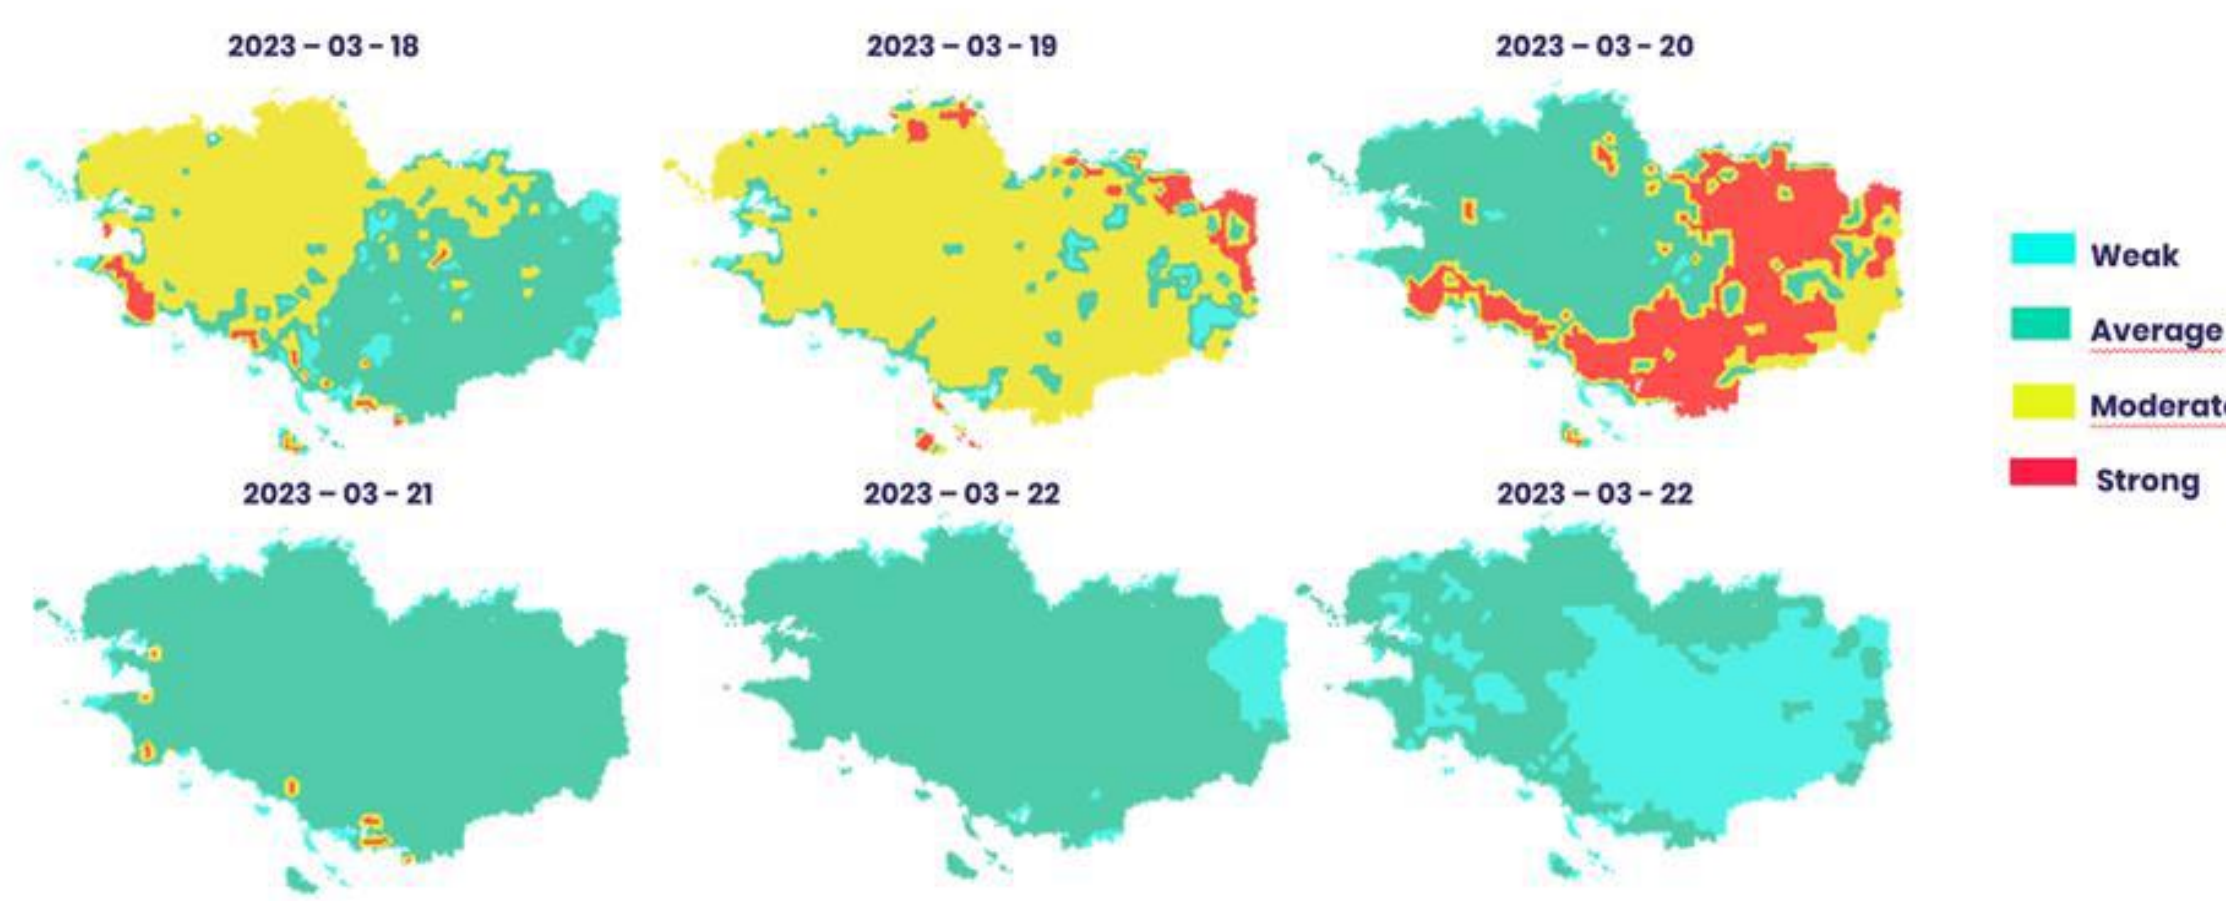 2023 – 03 - 18
2023 – 03 - 19
2023 – 03 - 20
Weak
Average
Moderate
Strong
2023 – 03 - 21
2023 – 03 - 22
2023 – 03 - 22